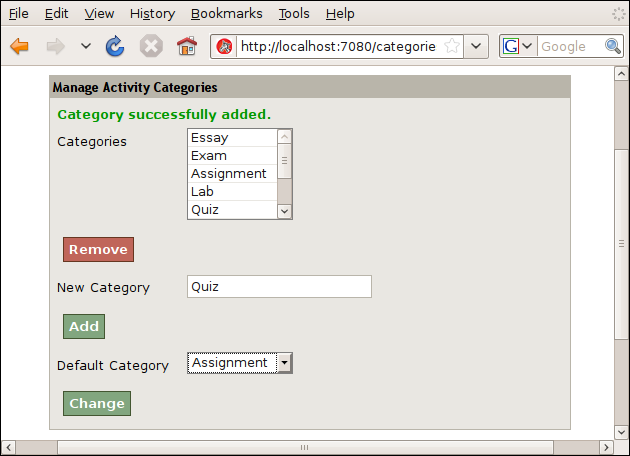 File Edit View History Bookmarks Tools Help
http://localhost:7080/categorie
G Google
Manage Activity Categories
Category successfully added.
Categories
Essay
Exam
Assignment
Lab
Quiz
Remove
New Category Quiz
Add
Default Category Assignment
Change